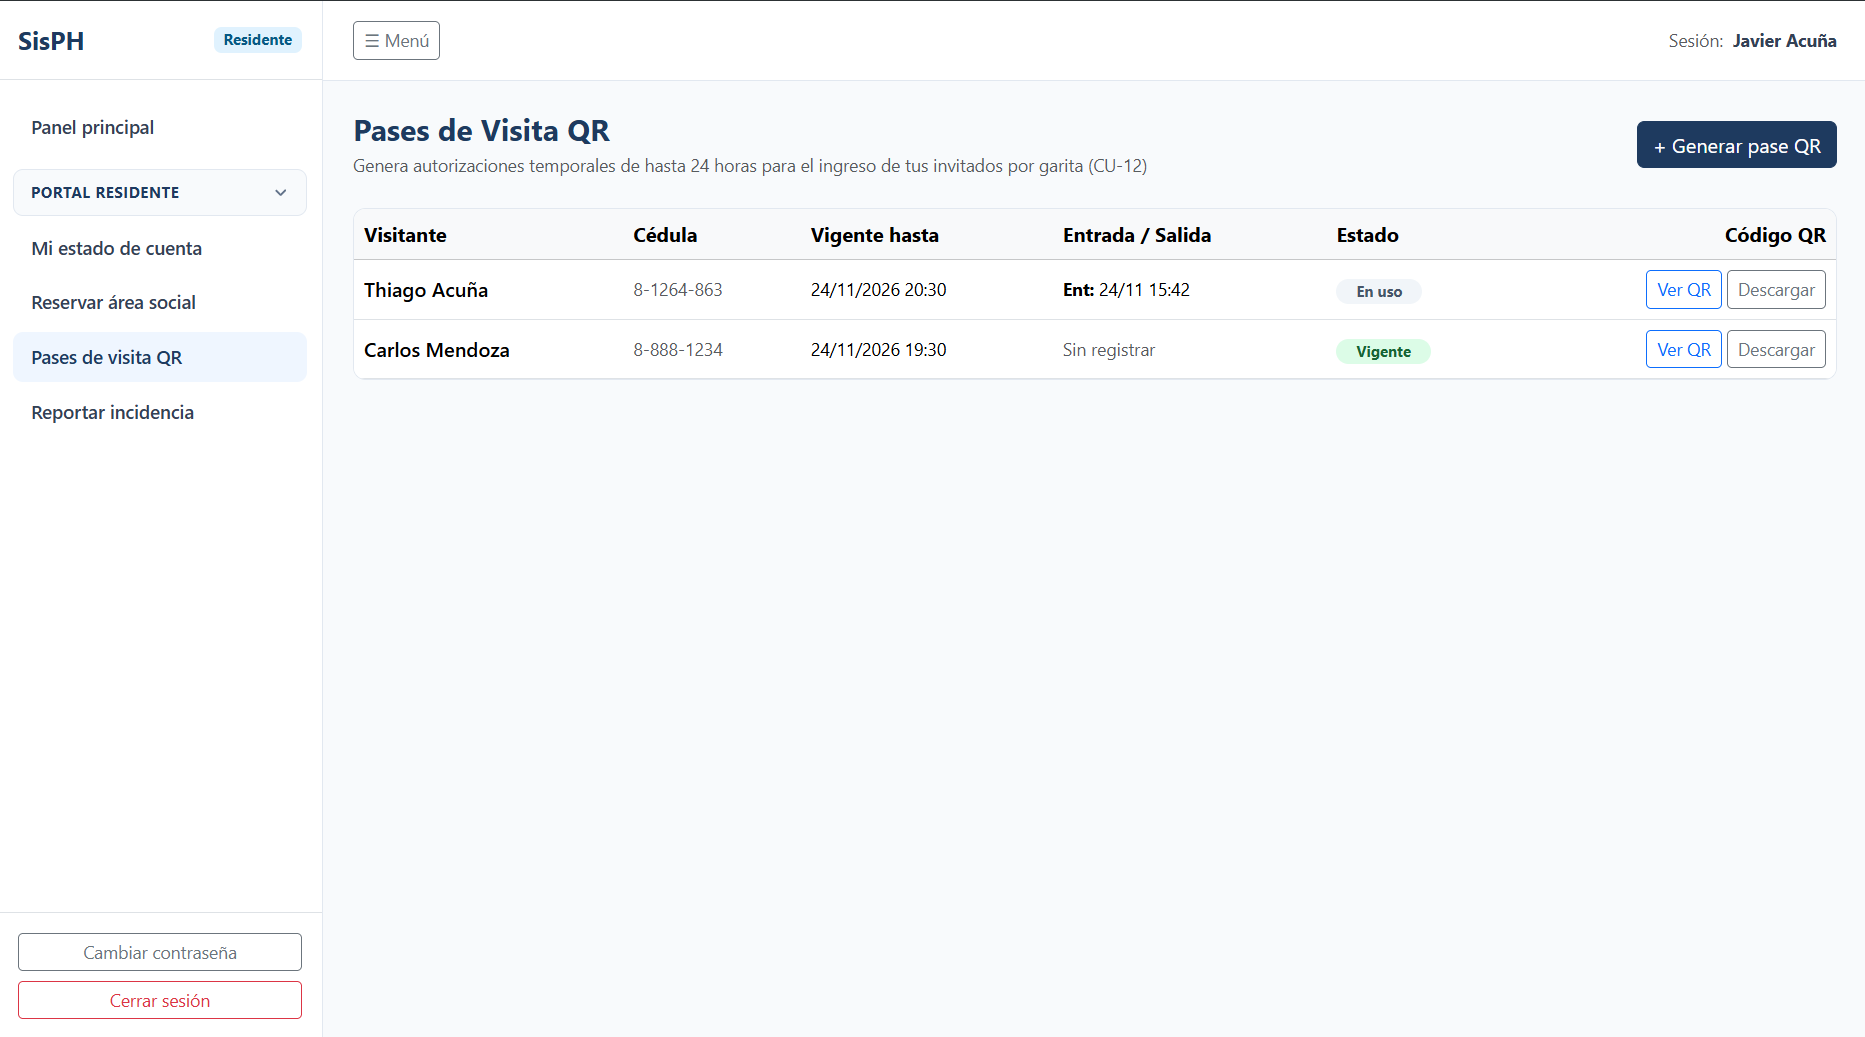 SisPH
Residente
☰ Menú
Sesión: Javier Acuña
Panel principal
PORTAL RESIDENTE
Mi estado de cuenta
Reservar área social
Pases de visita QR
Reportar incidencia
Cambiar contraseña
Cerrar sesión
Pases de Visita QR
Genera autorizaciones temporales de hasta 24 horas para el ingreso de tus invitados por garita (CU-12)
+ Generar pase QR
Visitante Cédula Vigente hasta Entrada / Salida Estado Código QR
Thiago Acuña 8-1264-863 24/11/2026 20:30 Ent: 24/11 15:42 En uso Ver QR Descargar
Carlos Mendoza 8-888-1234 24/11/2026 19:30 Sin registrar Vigente Ver QR Descargar